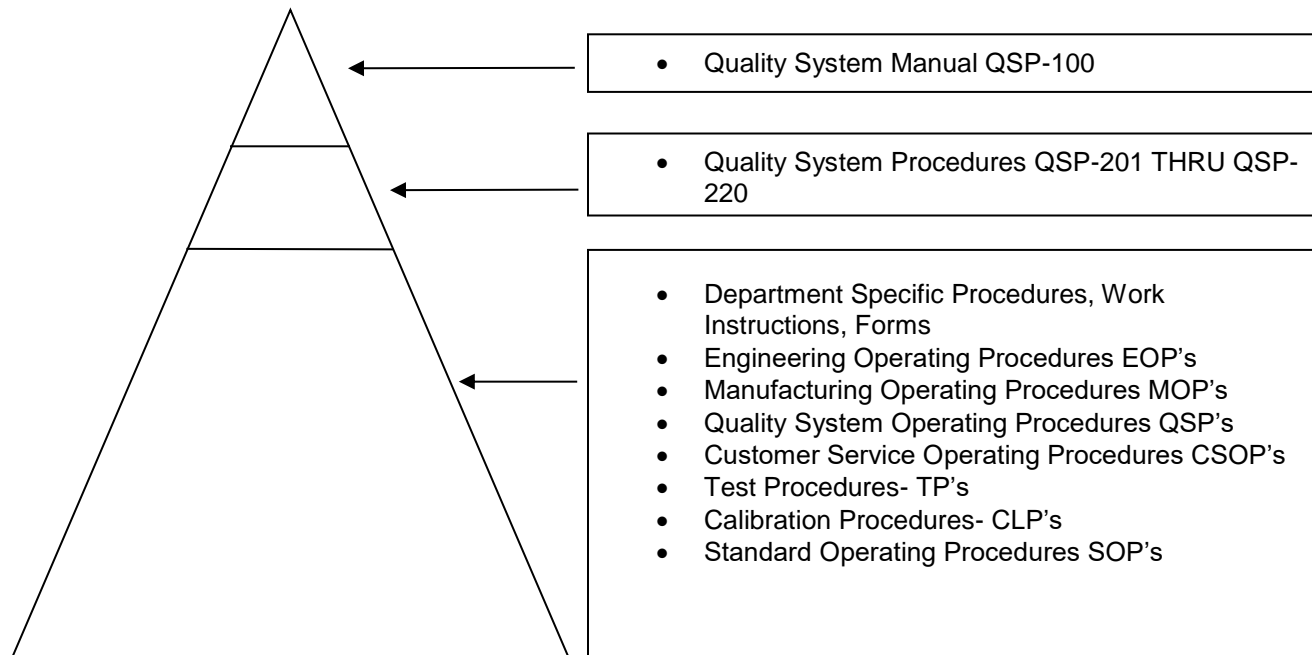 • Quality System Manual QSP-100
• Quality System Procedures QSP-201 THRU QSP-
220
• Department Specific Procedures, Work
Instructions, Forms
• Engineering Operating Procedures EOP’s
• Manufacturing Operating Procedures MOP’s
• Quality System Operating Procedures QSP’s
• Customer Service Operating Procedures CSOP’s
• Test Procedures- TP’s
• Calibration Procedures- CLP’s
• Standard Operating Procedures SOP’s